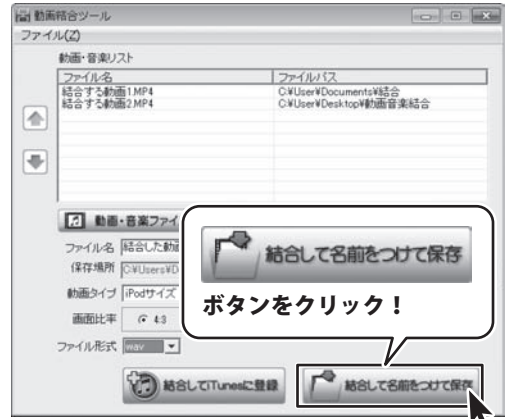 動画結合ツール
ファイル(Z)
動画・音楽リスト
ファイル名 ファイルパス
結合する動画1.MP4 C:¥User¥Documents¥結合
結合する動画2.MP4 C:¥User¥Desktop¥動画音楽結合
動画・音楽ファイ
ファイル名 結合した動画
保存場所 C:¥Users¥D
動画タイプ iPodサイズ
画面比率 4:3
ファイル形式 wav
結合して名前をつけて保存
ボタンをクリック！
結合してiTunesに登録 結合して名前をつけて保存